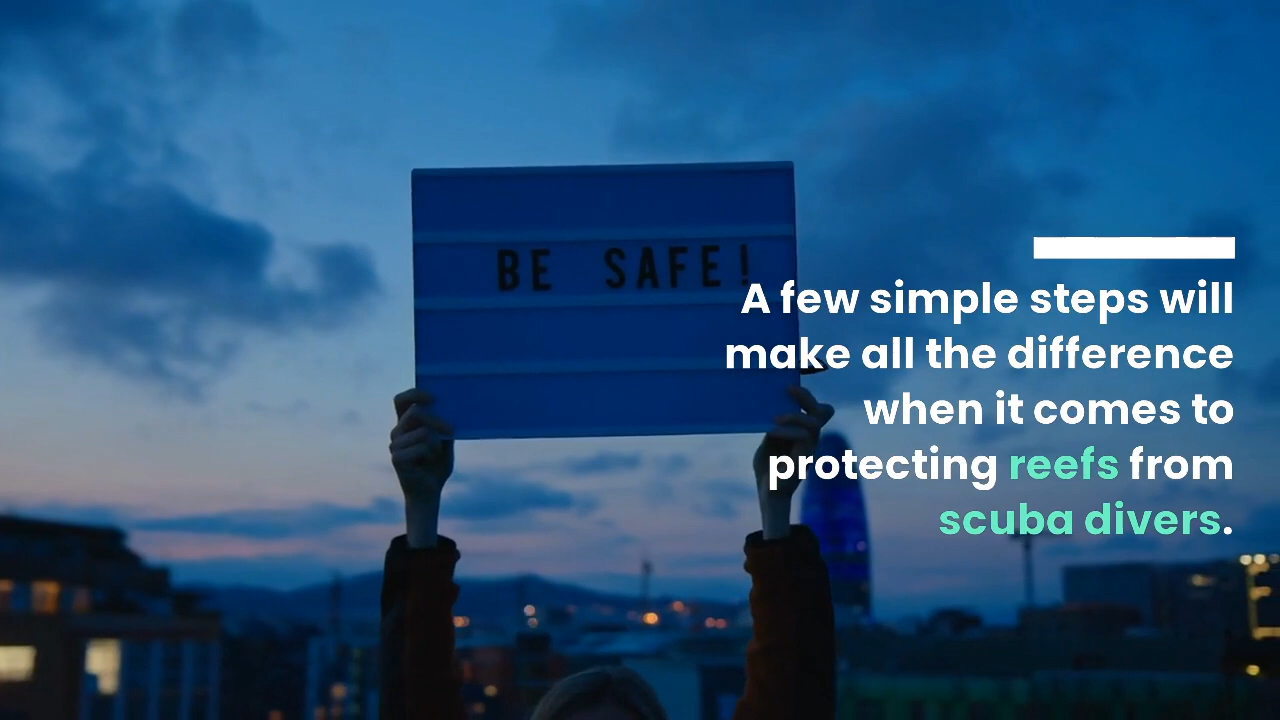 BE SAFE!
A few simple steps will
make all the difference
when it comes to
protecting reefs from
scuba divers.